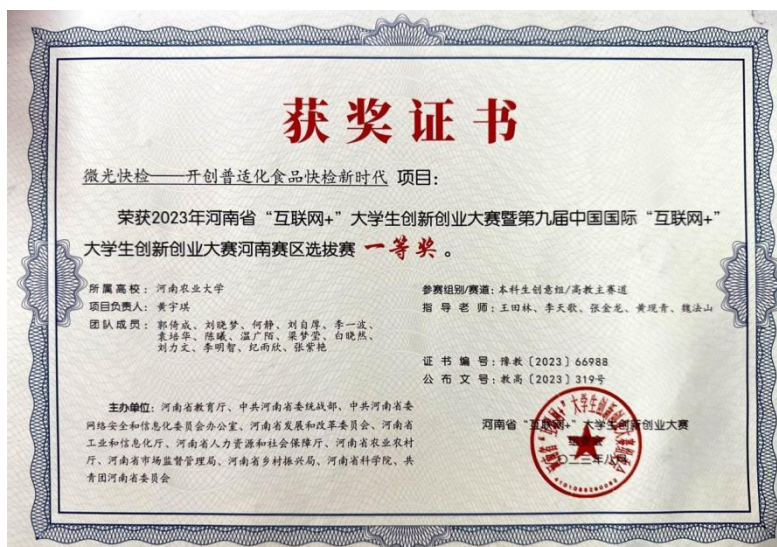 获奖证书
微光快检——开创普适化食品快检新时代 项目：
荣获2023年河南省“互联网+”大学生创新创业大赛暨第九届中国国际“互联网+”
大学生创新创业大赛河南赛区选拔赛 一等奖 。
所属高校：河南农业大学
项目负责人：黄宇琪
团队成员：郭倚成、刘晓梦、何静、刘自厚、李一波、
袁培华、陈曦、温广陌、梁梦莹、白晓然、
刘力文、李明智、纪雨欣、张紫艳
参赛组别/赛道：本科生创意组/高教主赛道
指导老师：王田林、李天歌、张金龙、黄现青、魏法山
证书编号：豫教〔2023〕66988
公布文号：教高〔2023〕319号
主办单位：河南省教育厅、中共河南省委统战部、中共河南省委
网络安全和信息化委员会办公室、河南省发展和改革委员会、河南省
工业和信息化厅、河南省人力资源和社会保障厅、河南省农业农村
厅、河南省市场监督管理局、河南省乡村振兴局、河南省科学院、共
青团河南省委员会
河南省“互联网+”大学生创新创业大赛
二〇二三年八月